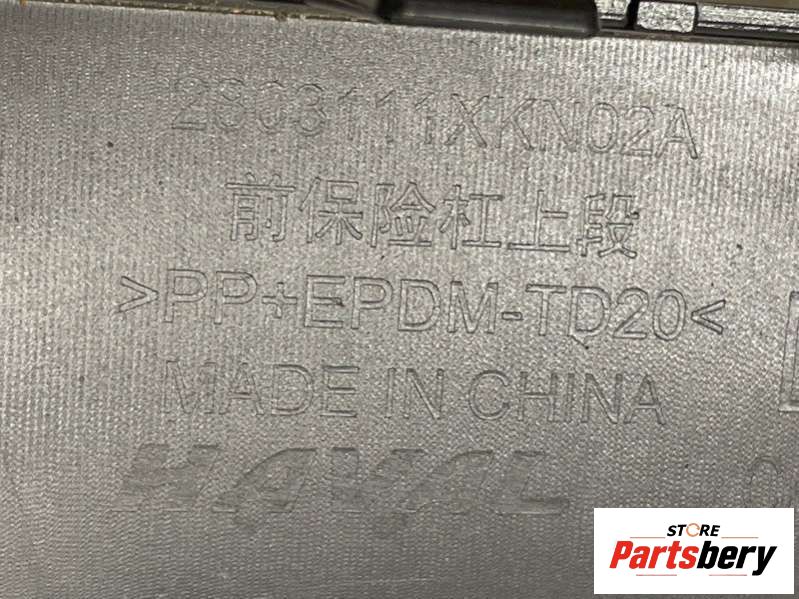 2803111XKN02A
前保险杠上段
>PP+EPDM-TD20<
MADE IN CHINA
HAVAL
STORE
Partsbery